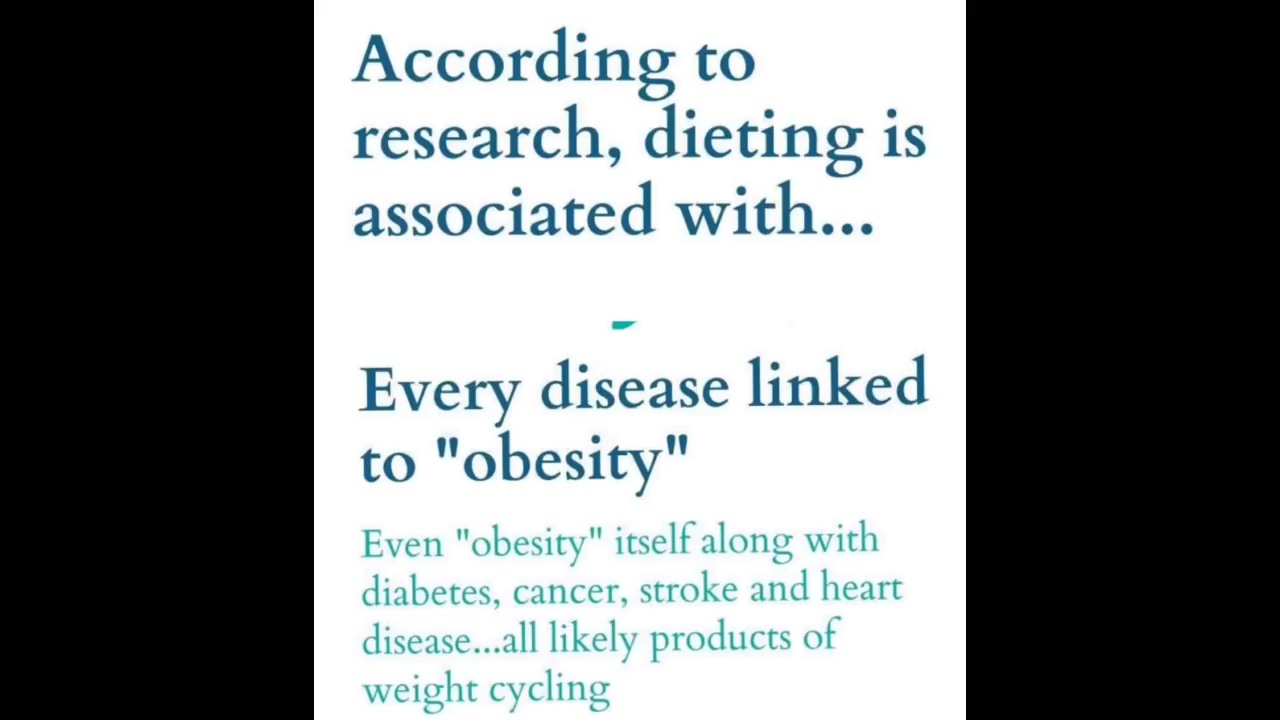 According to
research, dieting is
associated with...
Every disease linked
to "obesity"
Even "obesity" itself along with
diabetes, cancer, stroke and heart
disease...all likely products of
weight cycling